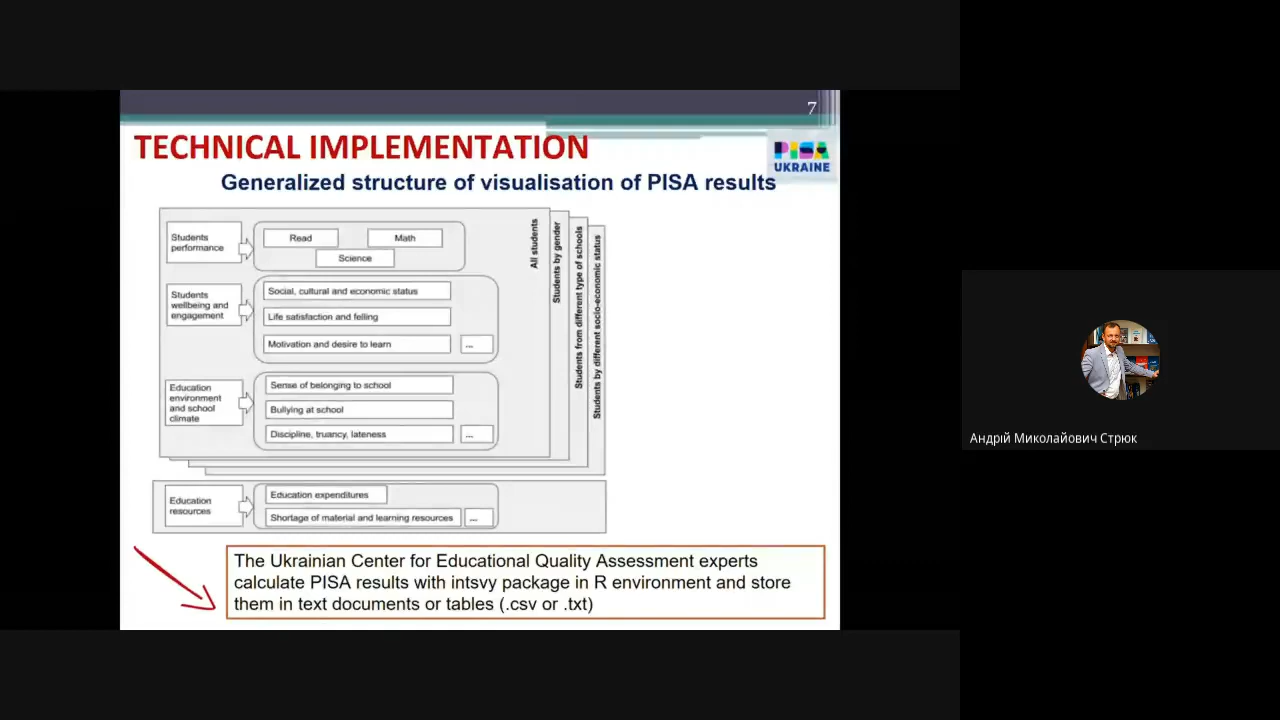 7
TECHNICAL IMPLEMENTATION
PISA
UKRAINE
Generalized structure of visualisation of PISA results
Students
performance
Read
Math
Science
Students
wellbeing and
engagement
Social, cultural and economic status
Life satisfaction and felling
Motivation and desire to learn
...
Education
environment
and school
climate
Sense of belonging to school
Bullying at school
Discipline, truancy, lateness
...
All students
Students by gender
Students from different type of schools
Students by different socio-economic status
Education
resources
Education expenditures
Shortage of material and learning resources
...
The Ukrainian Center for Educational Quality Assessment experts
calculate PISA results with intsvy package in R environment and store
them in text documents or tables (.csv or .txt)
Андрій Миколайович Стрюк